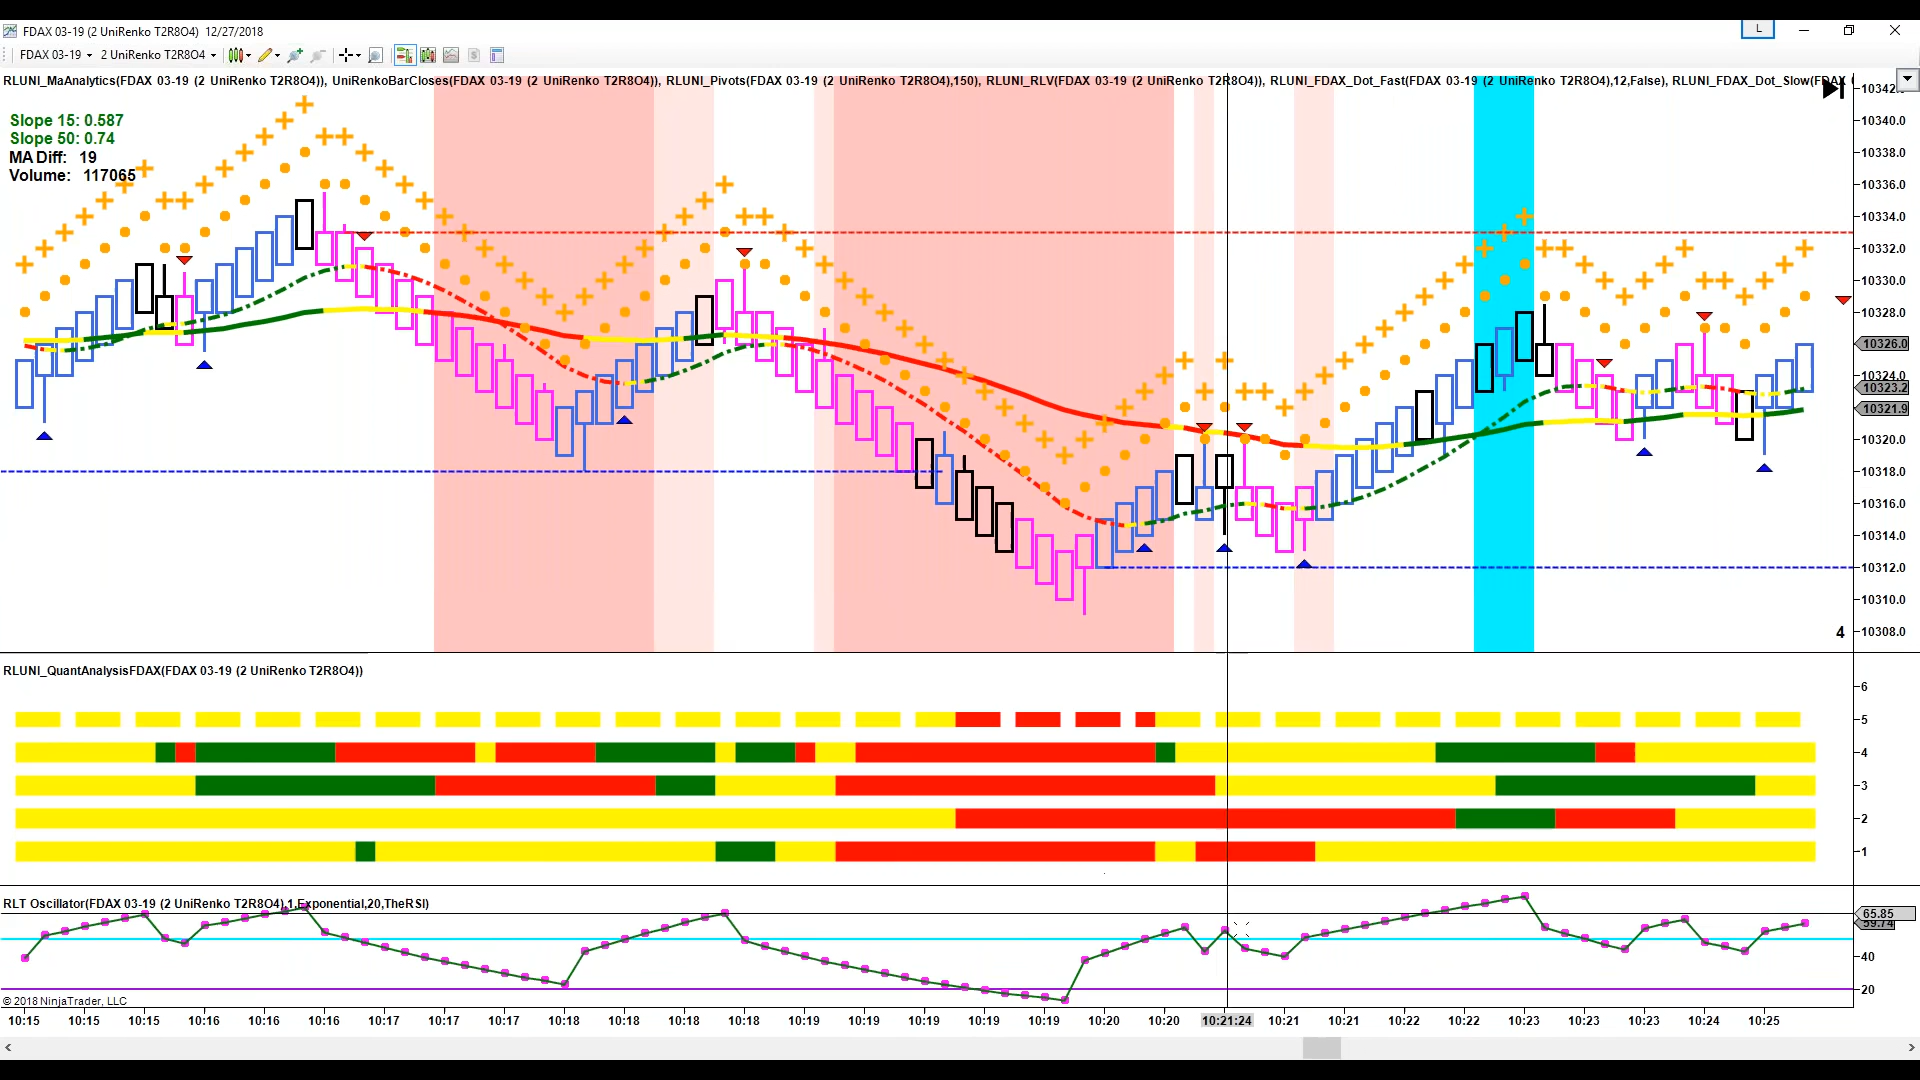 FDAX 03-19 (2 UniRenko T2R8O4) 12/27/2018
L
FDAX 03-19
2 UniRenko T2R8O4
RLUNI_MaAnalytics(FDAX 03-19 (2 UniRenko T2R8O4)), UniRenkoBarCloses(FDAX 03-19 (2 UniRenko T2R8O4)), RLUNI_Pivots(FDAX 03-19 (2 UniRenko T2R8O4),150), RLUNI_RLV(FDAX 03-19 (2 UniRenko T2R8O4)), RLUNI_FDAX_Dot_Fast(FDAX 03-19 (2 UniRenko T2R8O4),12,False), RLUNI_FDAX_Dot_Slow(FDAX
Slope 15: 0.587
Slope 50: 0.74
MA Diff: 19
Volume: 117065
10342.
10340.0
10338.0
10336.0
10334.0
10332.0
10330.0
10328.0
10326.0
10324.0
10323.2
10321.9
10320.0
10318.0
10316.0
10314.0
10312.0
10310.0
10308.0
4
RLUNI_QuantAnalysisFDAX(FDAX 03-19 (2 UniRenko T2R8O4))
6
5
4
3
2
1
RLT Oscillator(FDAX 03-19 (2 UniRenko T2R8O4),1,Exponential,20,TheRSI)
65.85
59.74
40
20
© 2018 NinjaTrader, LLC
10:15 10:15 10:15 10:16 10:16 10:16 10:17 10:17 10:17 10:18 10:18 10:18 10:18 10:19 10:19 10:19 10:19 10:19 10:20 10:20 10:21:24 10:21 10:21 10:22 10:22 10:23 10:23 10:23 10:24 10:25